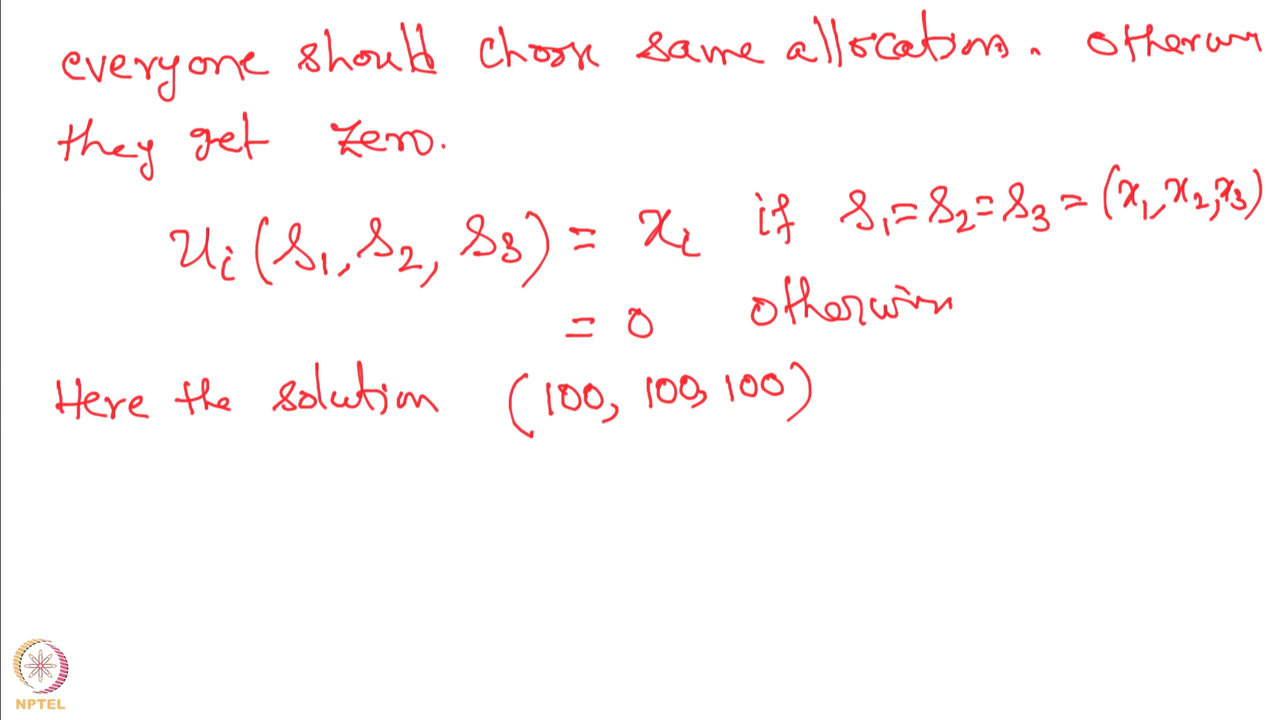 everyone should choose same allocations. Otherwise
they get zero.
u_i(s_1, s_2, s_3) = x_i if s_1 = s_2 = s_3 = (x_1, x_2, x_3)
= 0 otherwise
Here the solution (100, 100, 100)
NPTEL